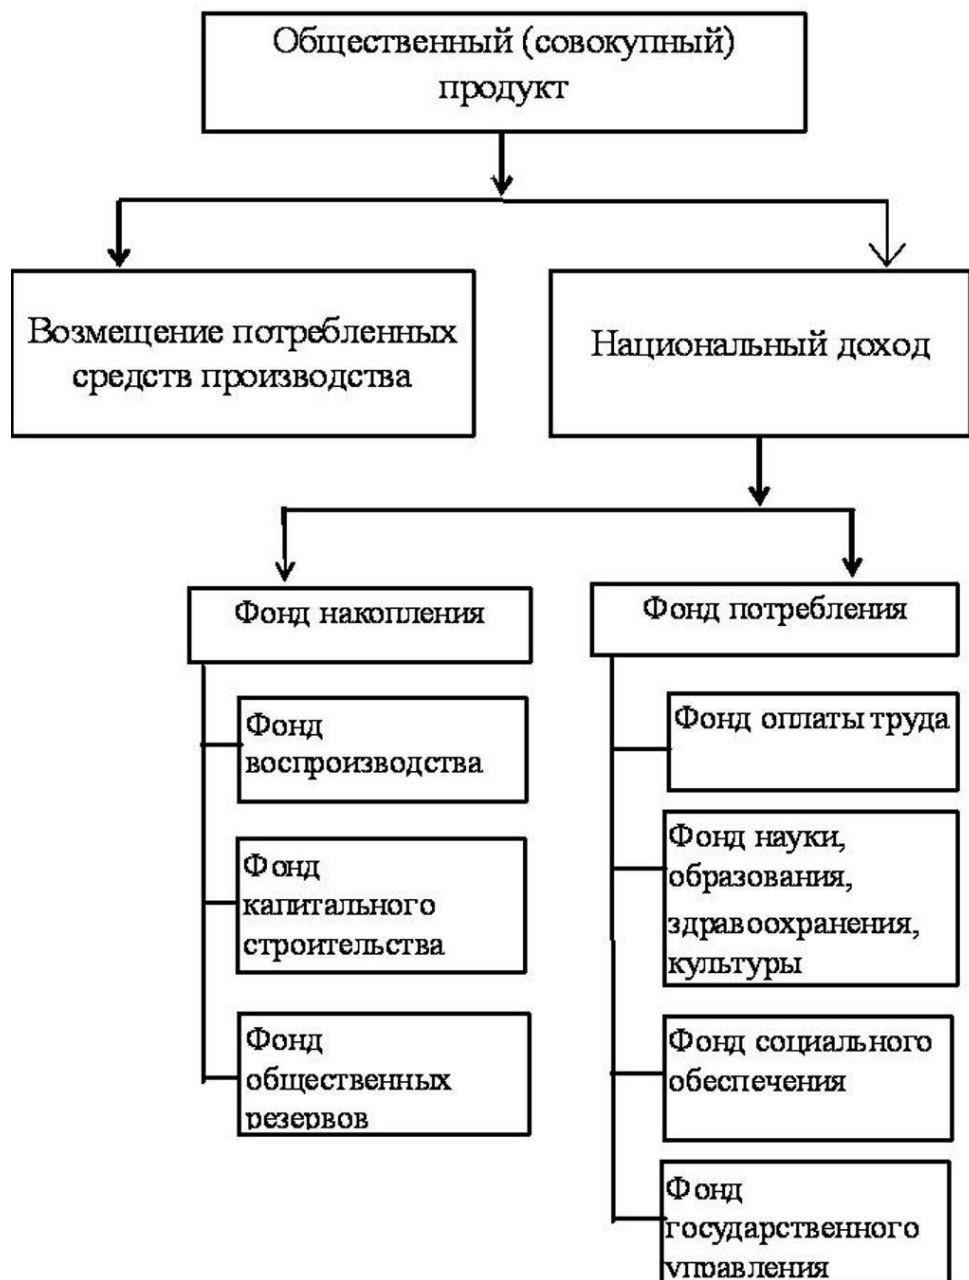 Общественный (совокупный)
продукт
Возмещение потребленных
средств производства
Национальный доход
Фонд накопления
Фонд потребления
Фонд
воспроизводства
Фонд оплаты труда
Фонд
капитального
строительства
Фонд науки,
образования,
здравоохранения,
культуры
Фонд
общественных
резервов
Фонд социального
обеспечения
Фонд
государственного
управления